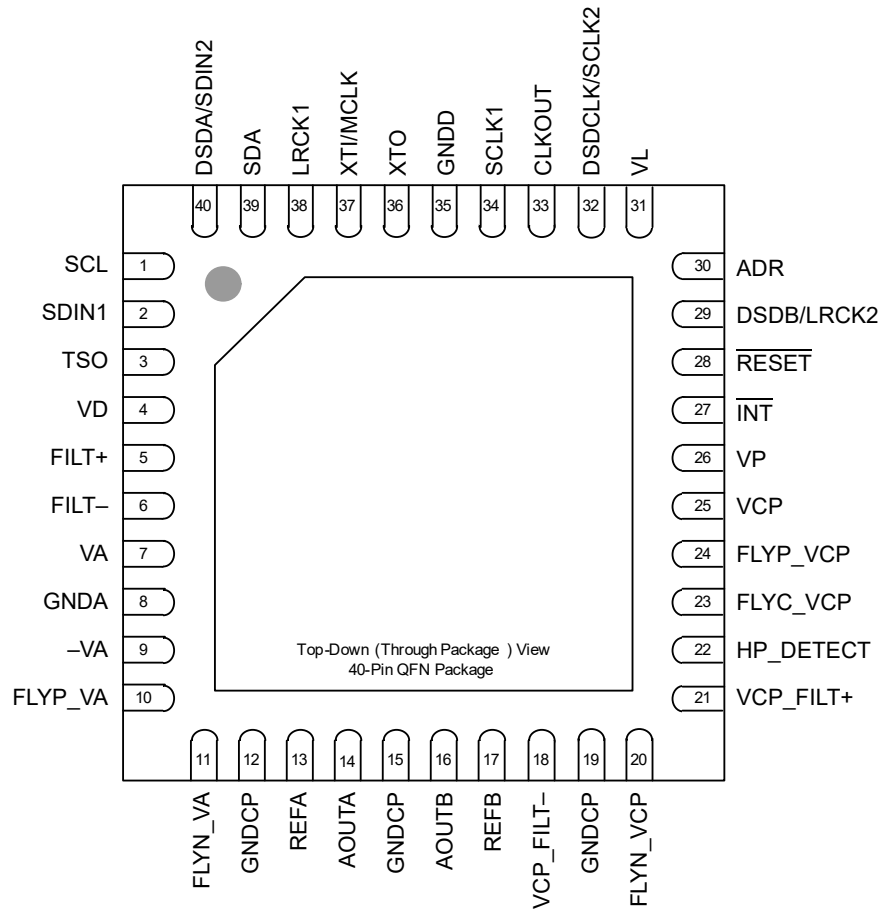 DSDA/SDIN2
SDA
LRCK1
XTI/MCLK
XTO
GNDD
SCLK1
CLKOUT
DSDCLK/SCLK2
VL
40
39
38
37
36
35
34
33
32
31
SCL 1
SDIN1 2
TSO 3
VD 4
FILT+ 5
FILT– 6
VA 7
GNDA 8
–VA 9
FLYP_VA 10
30 ADR
29 DSDB/LRCK2
28 RESET
27 INT
26 VP
25 VCP
24 FLYP_VCP
23 FLYC_VCP
22 HP_DETECT
21 VCP_FILT+
Top-Down (Through Package ) View
40-Pin QFN Package
11
12
13
14
15
16
17
18
19
20
FLYN_VA
GNDCP
REFA
AOUTA
GNDCP
AOUTB
REFB
VCP_FILT–
GNDCP
FLYN_VCP